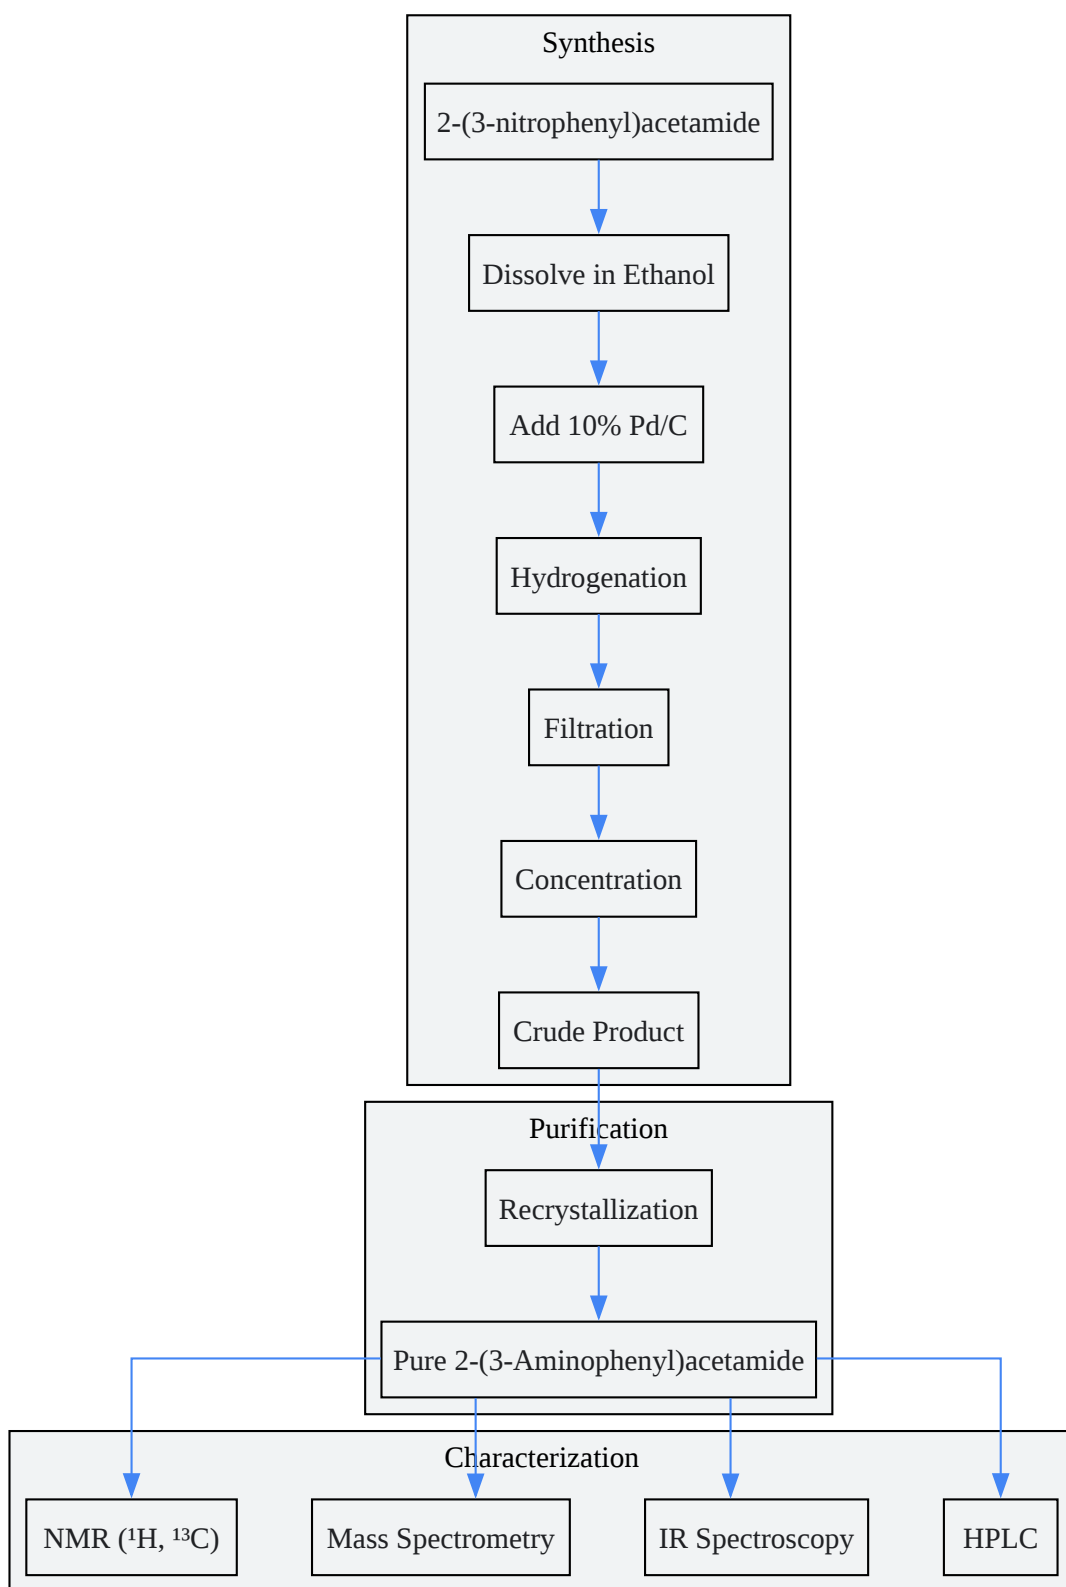 Synthesis
2-(3-nitrophenyl)acetamide
Dissolve in Ethanol
Add 10% Pd/C
Hydrogenation
Filtration
Concentration
Crude Product
Purification
Recrystallization
Pure 2-(3-Aminophenyl)acetamide
Characterization
NMR (¹H, ¹³C)
Mass Spectrometry
IR Spectroscopy
HPLC